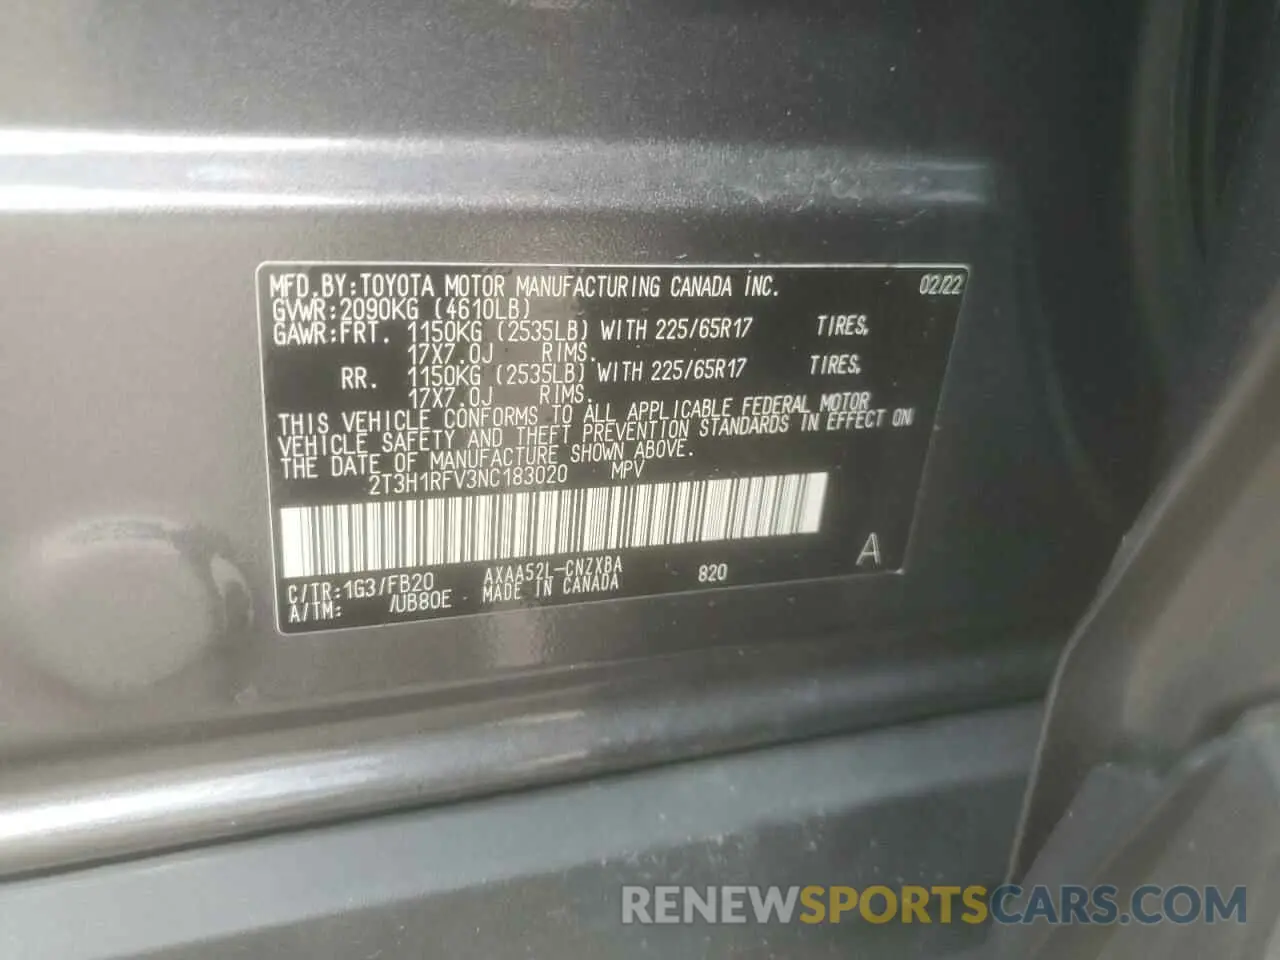 MFD.BY:TOYOTA MOTOR MANUFACTURING CANADA INC. 02/22
GVWR:2090KG (4610LB)
GAWR:FRT. 1150KG (2535LB) WITH 225/65R17 TIRES,
17X7.0J RIMS.
RR. 1150KG (2535LB) WITH 225/65R17 TIRES,
17X7.0J RIMS.
THIS VEHICLE CONFORMS TO ALL APPLICABLE FEDERAL MOTOR
VEHICLE SAFETY AND THEFT PREVENTION STANDARDS IN EFFECT ON
THE DATE OF MANUFACTURE SHOWN ABOVE.
2T3H1RFV3NC183020 MPV
C/TR:1G3/FB20 AXAA52L-CNZXBA 820 A
A/TM: /UB80E MADE IN CANADA
RENEWSPORTSCARS.COM